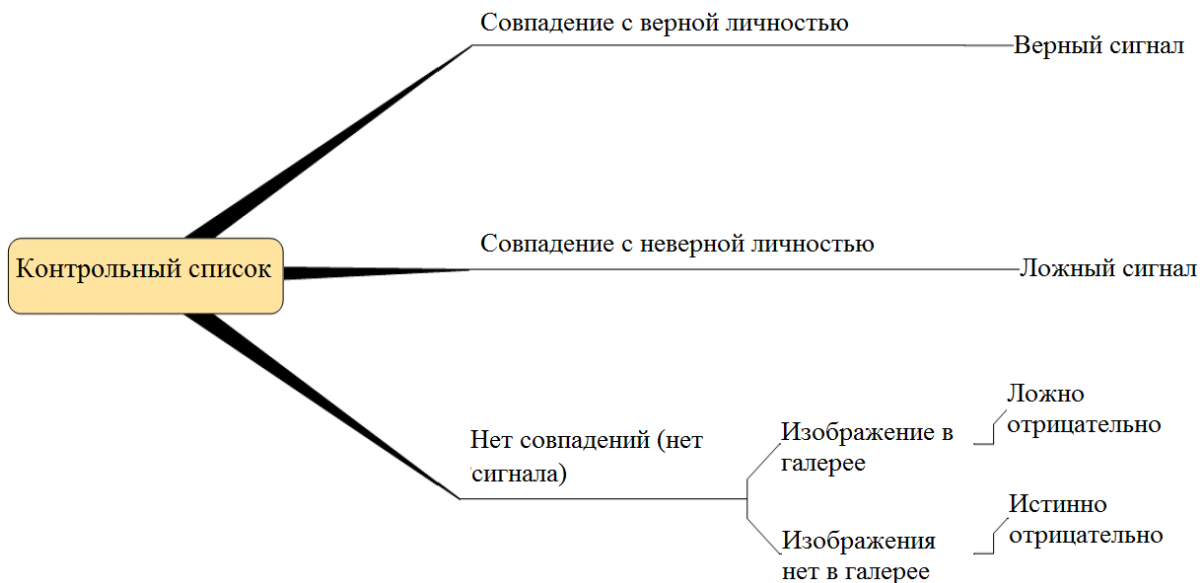 Совпадение с верной личностью
Верный сигнал
Контрольный список
Совпадение с неверной личностью
Ложный сигнал
Нет совпадений (нет
сигнала)
Изображение в
галерее
Ложно
отрицательно
Изображения
нет в галерее
Истинно
отрицательно